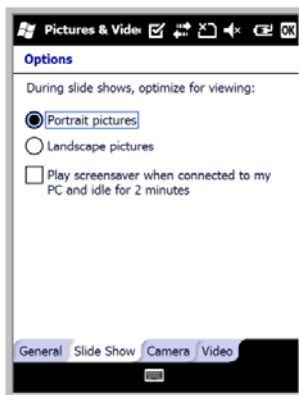 Pictures & Vide
OK
Options
During slide shows, optimize for viewing:
Portrait pictures
Landscape pictures
Play screensaver when connected to my
PC and idle for 2 minutes
General Slide Show Camera Video